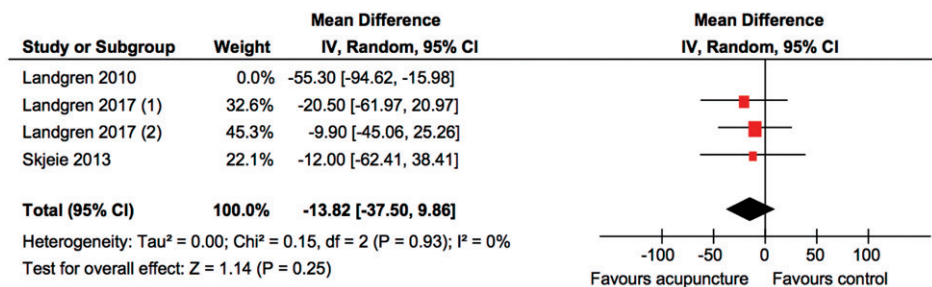 Mean Difference Mean Difference
Study or Subgroup Weight IV, Random, 95% CI IV, Random, 95% CI
Landgren 2010 0.0% -55.30 [-94.62, -15.98]
Landgren 2017 (1) 32.6% -20.50 [-61.97, 20.97]
Landgren 2017 (2) 45.3% -9.90 [-45.06, 25.26]
Skjeie 2013 22.1% -12.00 [-62.41, 38.41]
Total (95% CI) 100.0% -13.82 [-37.50, 9.86]
Heterogeneity: Tau² = 0.00; Chi² = 0.15, df = 2 (P = 0.93); I² = 0%
Test for overall effect: Z = 1.14 (P = 0.25)
-100 -50 0 50 100
Favours acupuncture Favours control